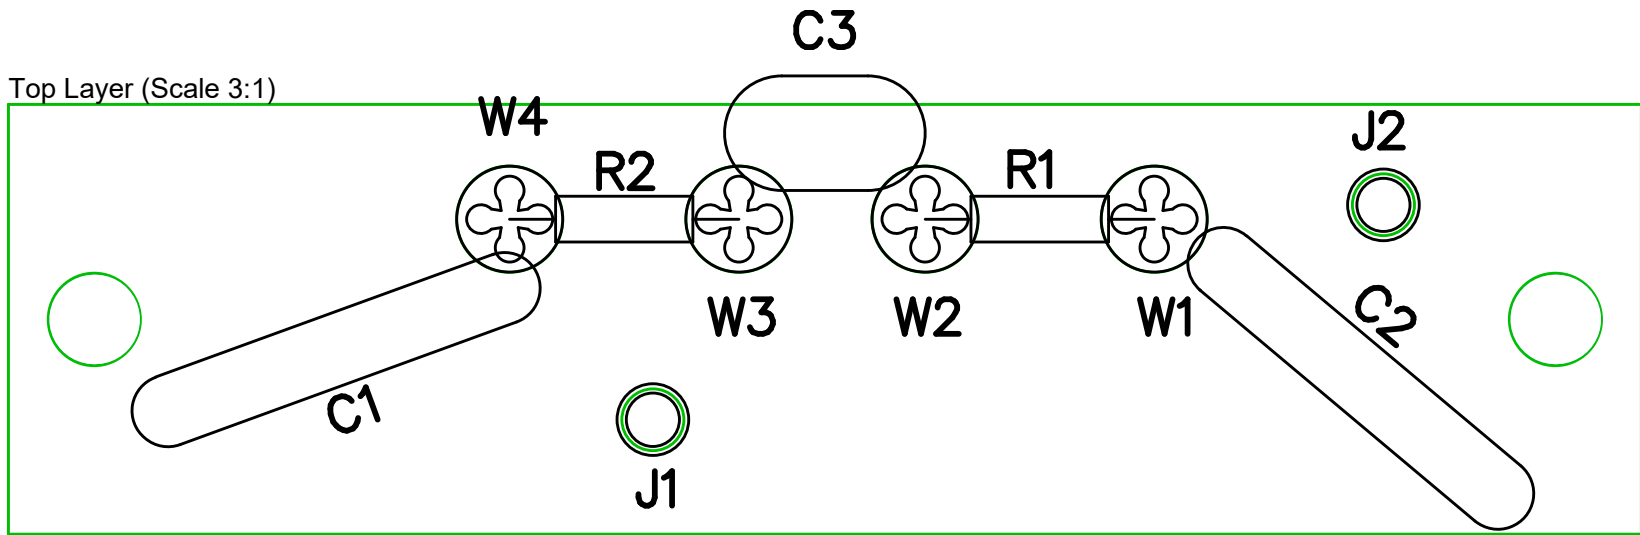 C3
Top Layer (Scale 3:1)
W4
J2
R2
R1
W3
W2
W1
C2
C1
J1